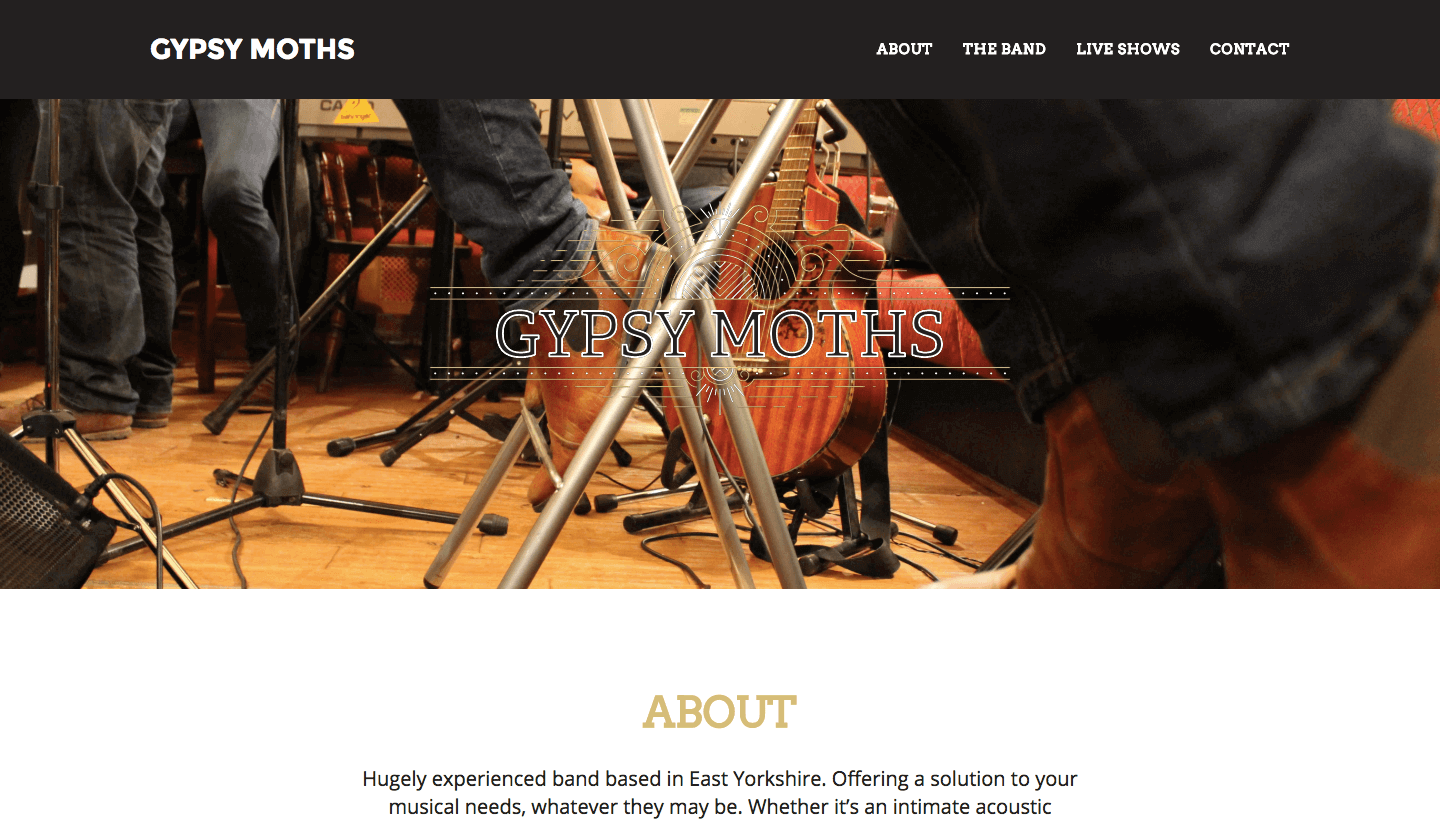 GYPSY MOTHS
ABOUT THE BAND LIVE SHOWS CONTACT
GYPSY MOTHS
ABOUT
Hugely experienced band based in East Yorkshire. Offering a solution to your
musical needs, whatever they may be. Whether it’s an intimate acoustic